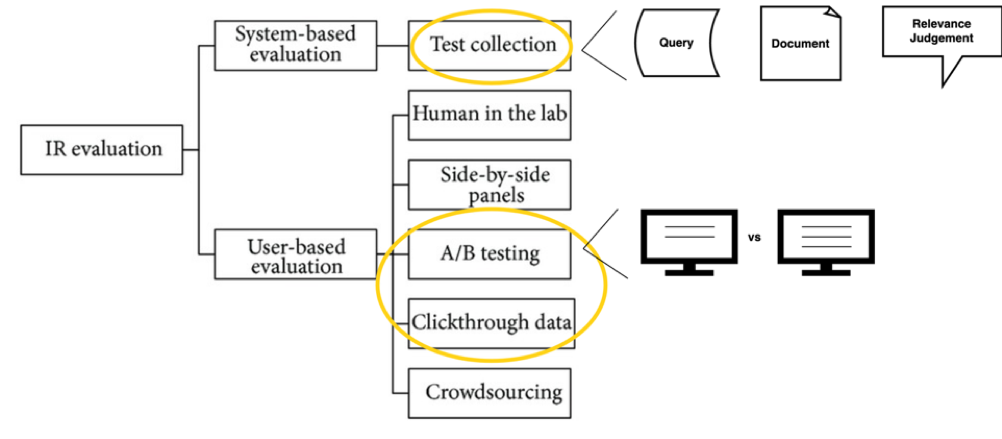 System-based
evaluation
Test collection
Query
Document
Relevance
Judgement
Human in the lab
IR evaluation
Side-by-side
panels
User-based
evaluation
A/B testing
vs
Clickthrough data
Crowdsourcing